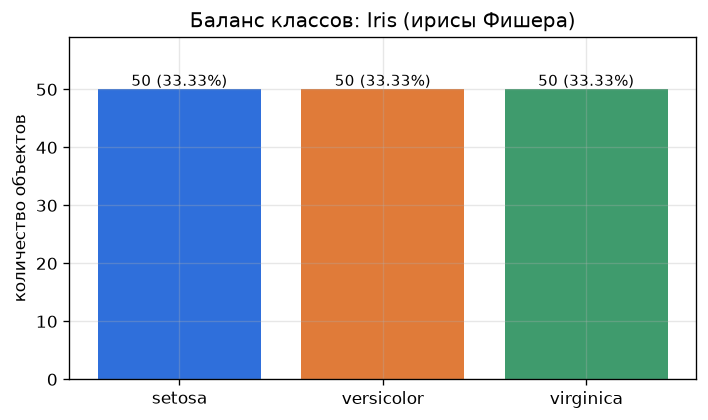 Баланс классов: Iris (ирисы Фишера)
50 (33.33%) 50 (33.33%) 50 (33.33%)
количество объектов
50
40
30
20
10
0
setosa versicolor virginica